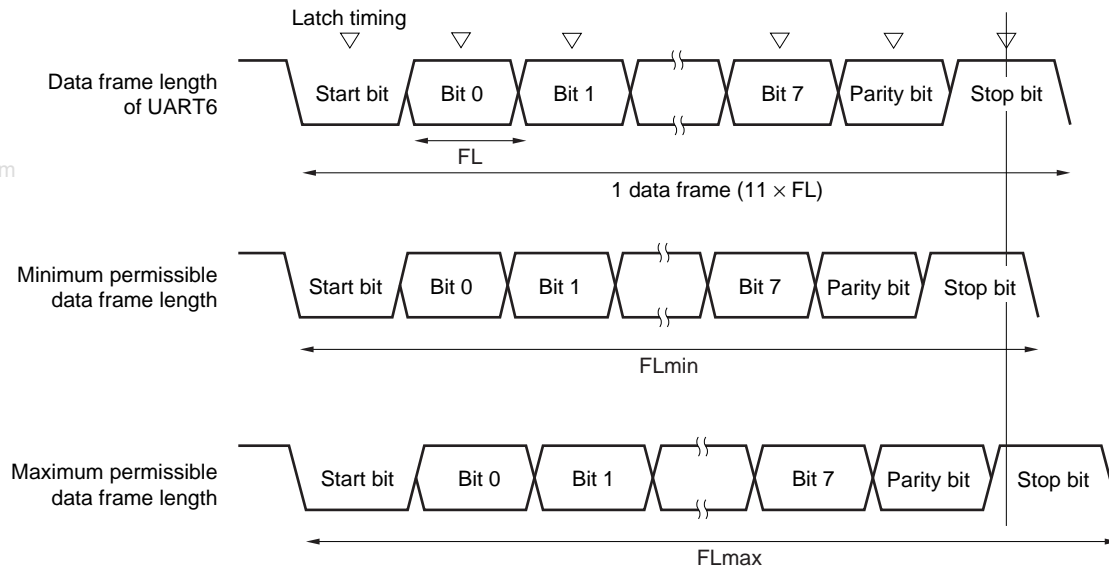 Latch timing
Data frame length
of UART6
Start bit Bit 0 Bit 1 Bit 7 Parity bit Stop bit
FL
m
1 data frame (11 × FL)
Minimum permissible
data frame length
Start bit Bit 0 Bit 1 Bit 7 Parity bit Stop bit
FLmin
Maximum permissible
data frame length
Start bit Bit 0 Bit 1 Bit 7 Parity bit Stop bit
FLmax